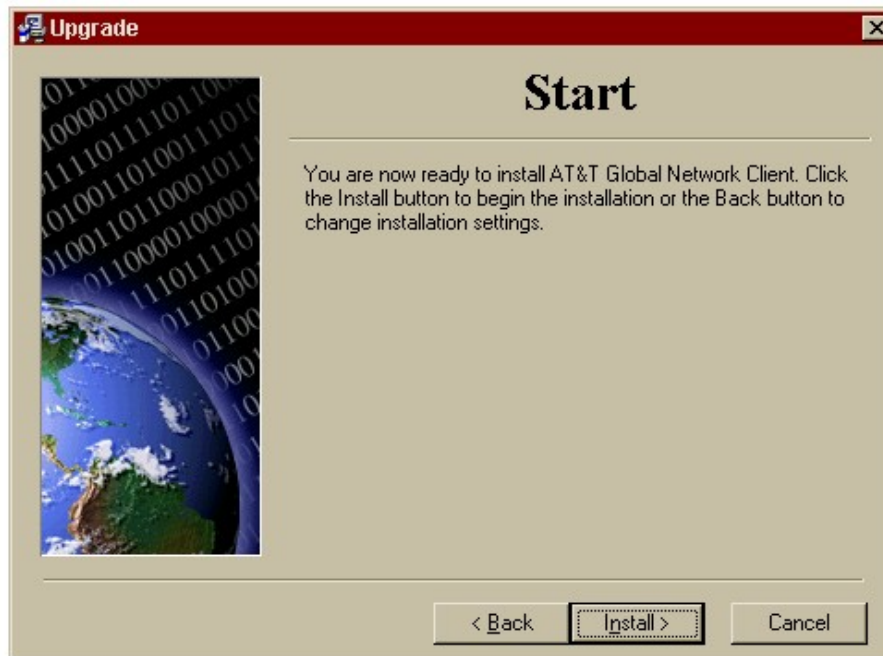 Upgrade
Start
You are now ready to install AT&T Global Network Client. Click
the Install button to begin the installation or the Back button to
change installation settings.
< Back
Install >
Cancel